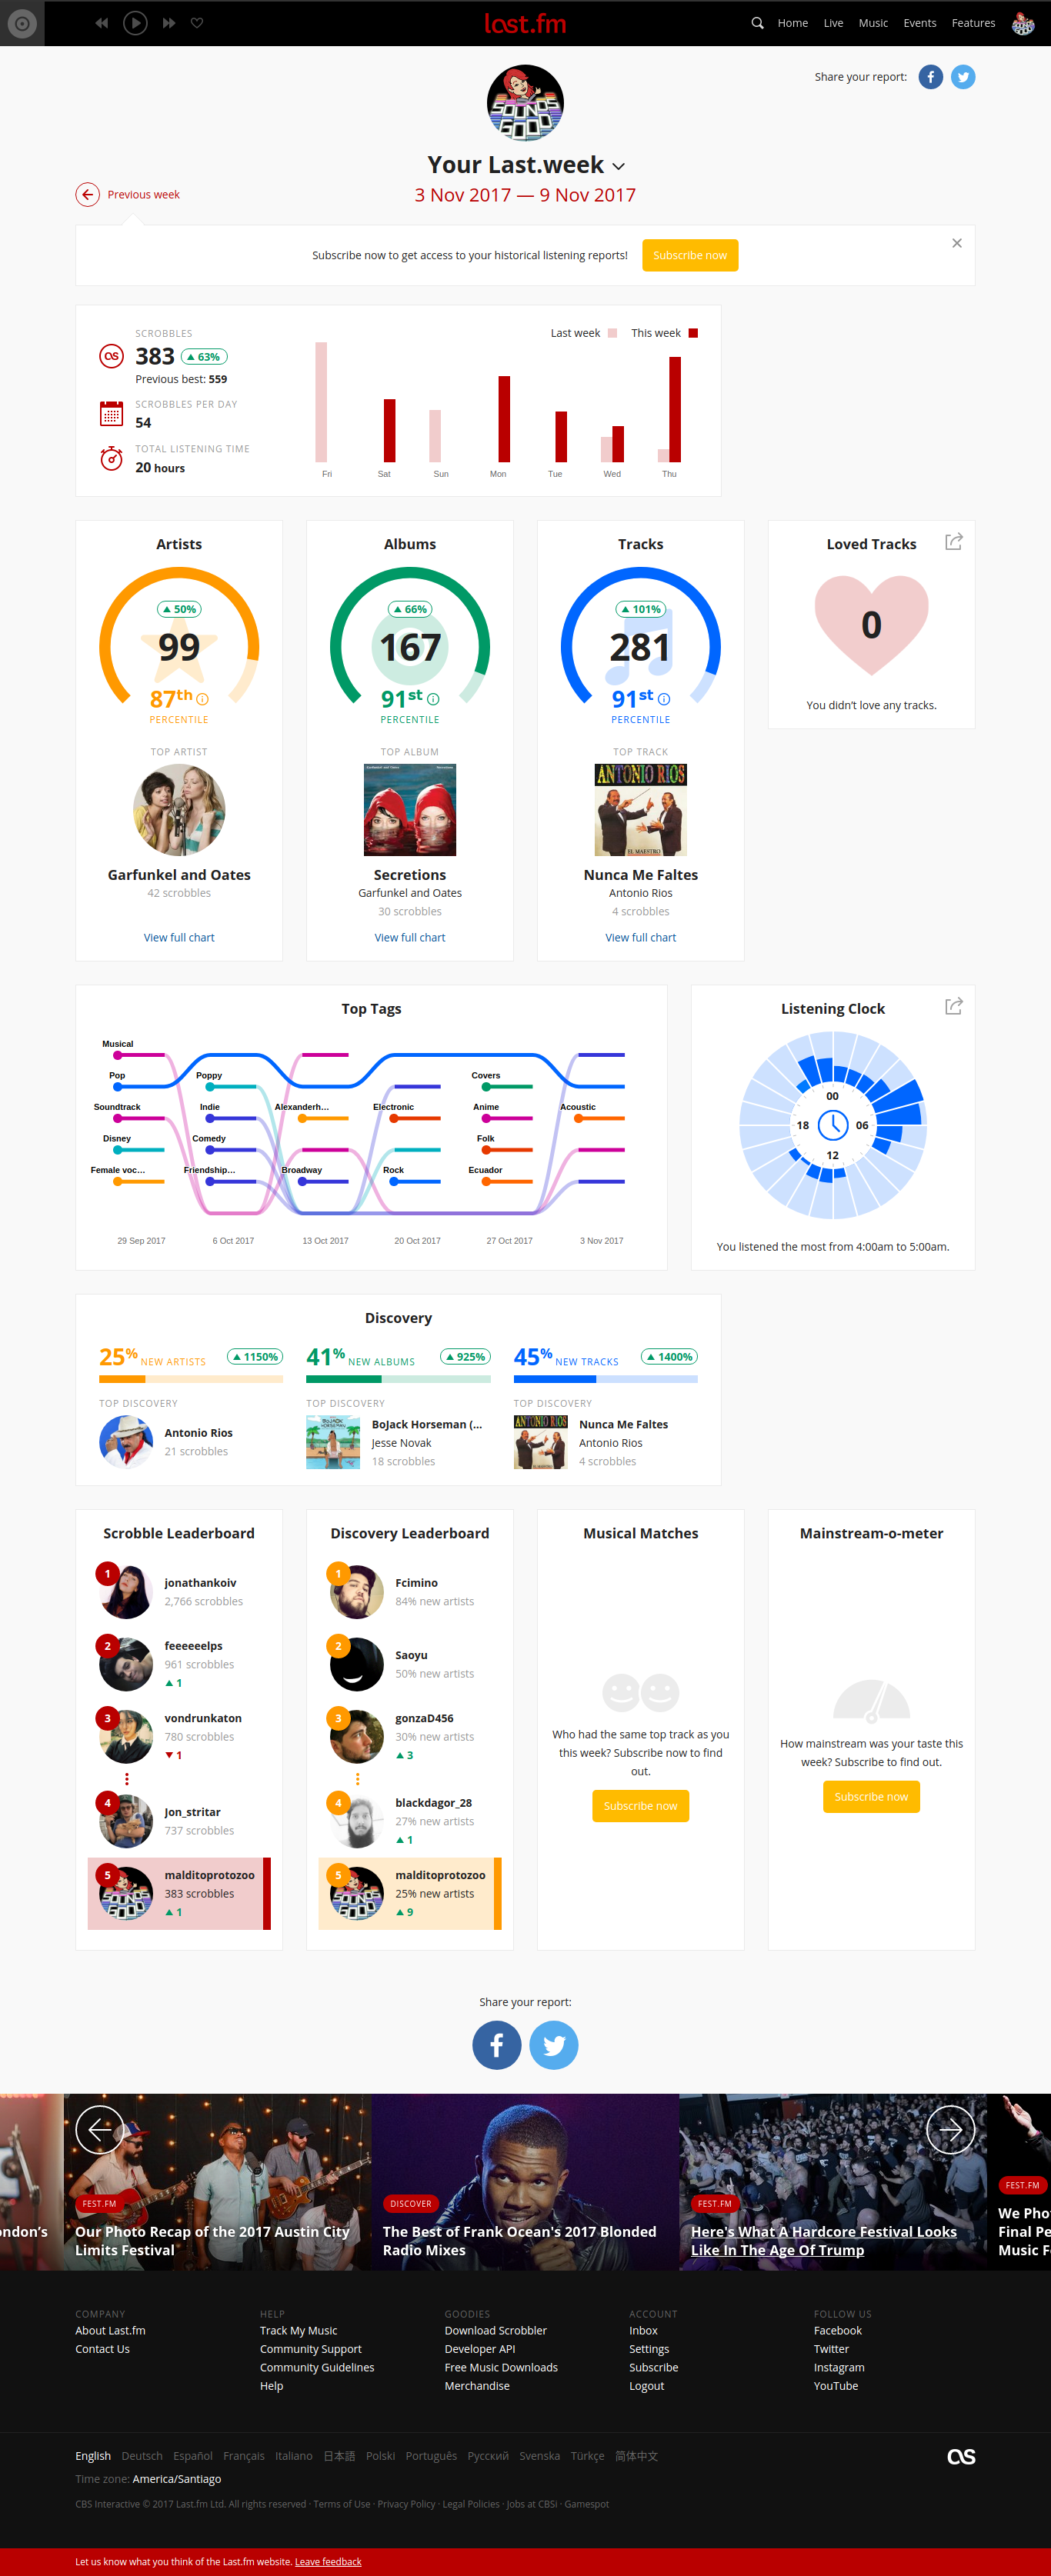 last.fm
Home Live Music Events Features
Share your report:
SOUNDS GOOD
Your Last.week
Previous week
3 Nov 2017 — 9 Nov 2017
Subscribe now to get access to your historical listening reports! Subscribe now
SCROBBLES
383 63%
Previous best: 559
SCROBBLES PER DAY
54
TOTAL LISTENING TIME
20 hours
Last week This week
Fri Sat Sun Mon Tue Wed Thu
Artists
50%
99
87th
PERCENTILE
TOP ARTIST
Garfunkel and Oates
42 scrobbles
View full chart
Albums
66%
167
91st
PERCENTILE
TOP ALBUM
Garfunkel and Oates
Secretions
Garfunkel and Oates
30 scrobbles
View full chart
Tracks
101%
281
91st
PERCENTILE
TOP TRACK
ANTONIO RIOS
EL MAESTRO
Nunca Me Faltes
Antonio Rios
4 scrobbles
View full chart
Loved Tracks
0
You didn't love any tracks.
Top Tags
Musical
Pop Poppy Covers
Soundtrack Indie Alexanderh... Electronic Anime Acoustic
Disney Comedy Folk
Female voc... Friendship... Broadway Rock Ecuador
29 Sep 2017 6 Oct 2017 13 Oct 2017 20 Oct 2017 27 Oct 2017 3 Nov 2017
Listening Clock
00
18 06
12
You listened the most from 4:00am to 5:00am.
Discovery
25% NEW ARTISTS 1150%
TOP DISCOVERY
Antonio Rios
21 scrobbles
41% NEW ALBUMS 925%
TOP DISCOVERY
BOJACK HORSEMAN
BoJack Horseman (...
Jesse Novak
18 scrobbles
45% NEW TRACKS 1400%
TOP DISCOVERY
ANTONIO RIOS
Nunca Me Faltes
Antonio Rios
4 scrobbles
Scrobble Leaderboard
1 jonathankoiv
2,766 scrobbles
2 feeeeeelps
961 scrobbles
1
3 vondrunkaton
780 scrobbles
1
4 Jon_stritar
737 scrobbles
5 malditoprotozoo
383 scrobbles
1
Discovery Leaderboard
1 Fcimino
84% new artists
2 Saoyu
50% new artists
3 gonzaD456
30% new artists
3
4 blackdagor_28
27% new artists
1
5 malditoprotozoo
25% new artists
9
Musical Matches
Who had the same top track as you
this week? Subscribe now to find
out.
Subscribe now
Mainstream-o-meter
How mainstream was your taste this
week? Subscribe to find out.
Subscribe now
Share your report:
ondon's
FEST.FM
Our Photo Recap of the 2017 Austin City
Limits Festival
DISCOVER
The Best of Frank Ocean's 2017 Blonded
Radio Mixes
FEST.FM
Here's What A Hardcore Festival Looks
Like In The Age Of Trump
FEST.FM
We Pho
Final Pe
Music F
COMPANY
About Last.fm
Contact Us
HELP
Track My Music
Community Support
Community Guidelines
Help
GOODIES
Download Scrobbler
Developer API
Free Music Downloads
Merchandise
ACCOUNT
Inbox
Settings
Subscribe
Logout
FOLLOW US
Facebook
Twitter
Instagram
YouTube
English Deutsch Español Français Italiano 日本語 Polski Português Русский Svenska Türkçe 简体中文
Time zone: America/Santiago
CBS Interactive © 2017 Last.fm Ltd. All rights reserved · Terms of Use · Privacy Policy · Legal Policies · Jobs at CBSi · Gamespot
Let us know what you think of the Last.fm website. Leave feedback